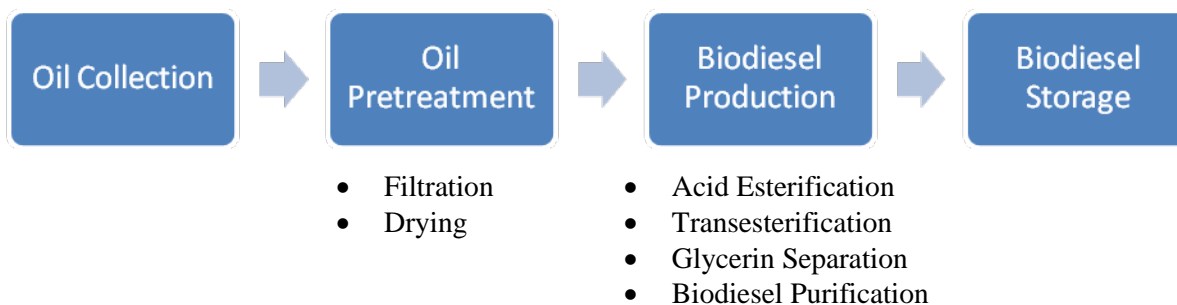 Oil Collection
Oil
Pretreatment
Biodiesel
Production
Biodiesel
Storage
• Filtration
• Drying
• Acid Esterification
• Transesterification
• Glycerin Separation
• Biodiesel Purification